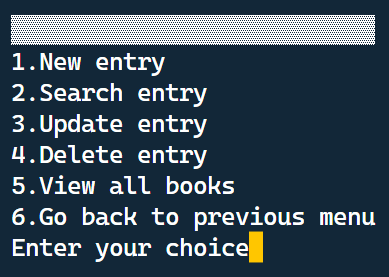 1.New entry
2.Search entry
3.Update entry
4.Delete entry
5.View all books
6.Go back to previous menu
Enter your choice